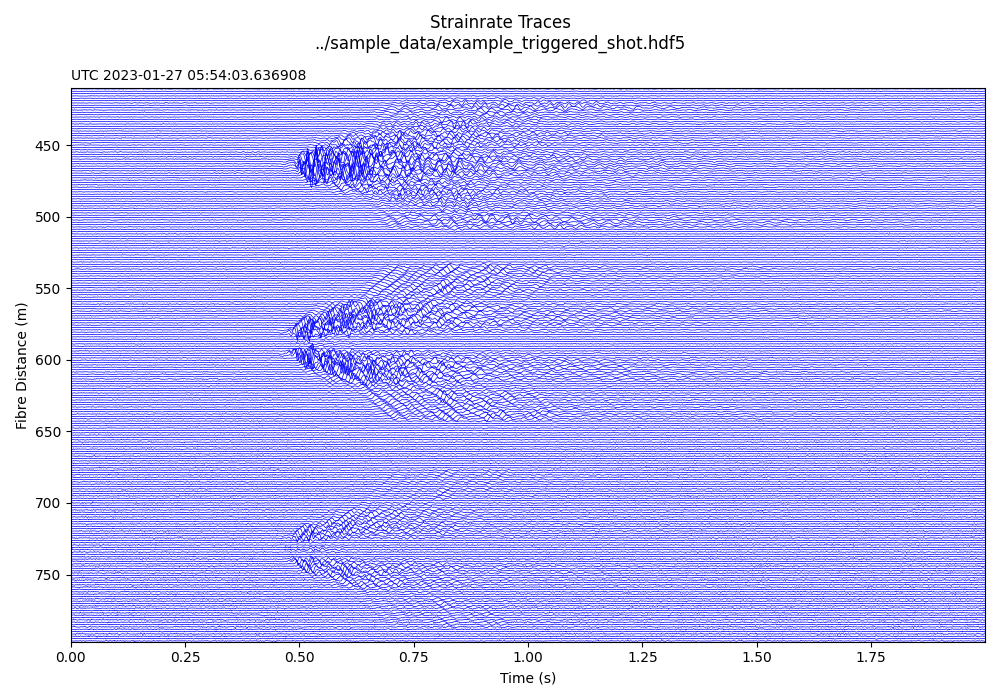 Strainrate Traces
../sample_data/example_triggered_shot.hdf5
UTC 2023-01-27 05:54:03.636908
450
500
550
600
650
700
750
Fibre Distance (m)
0.00 0.25 0.50 0.75 1.00 1.25 1.50 1.75
Time (s)